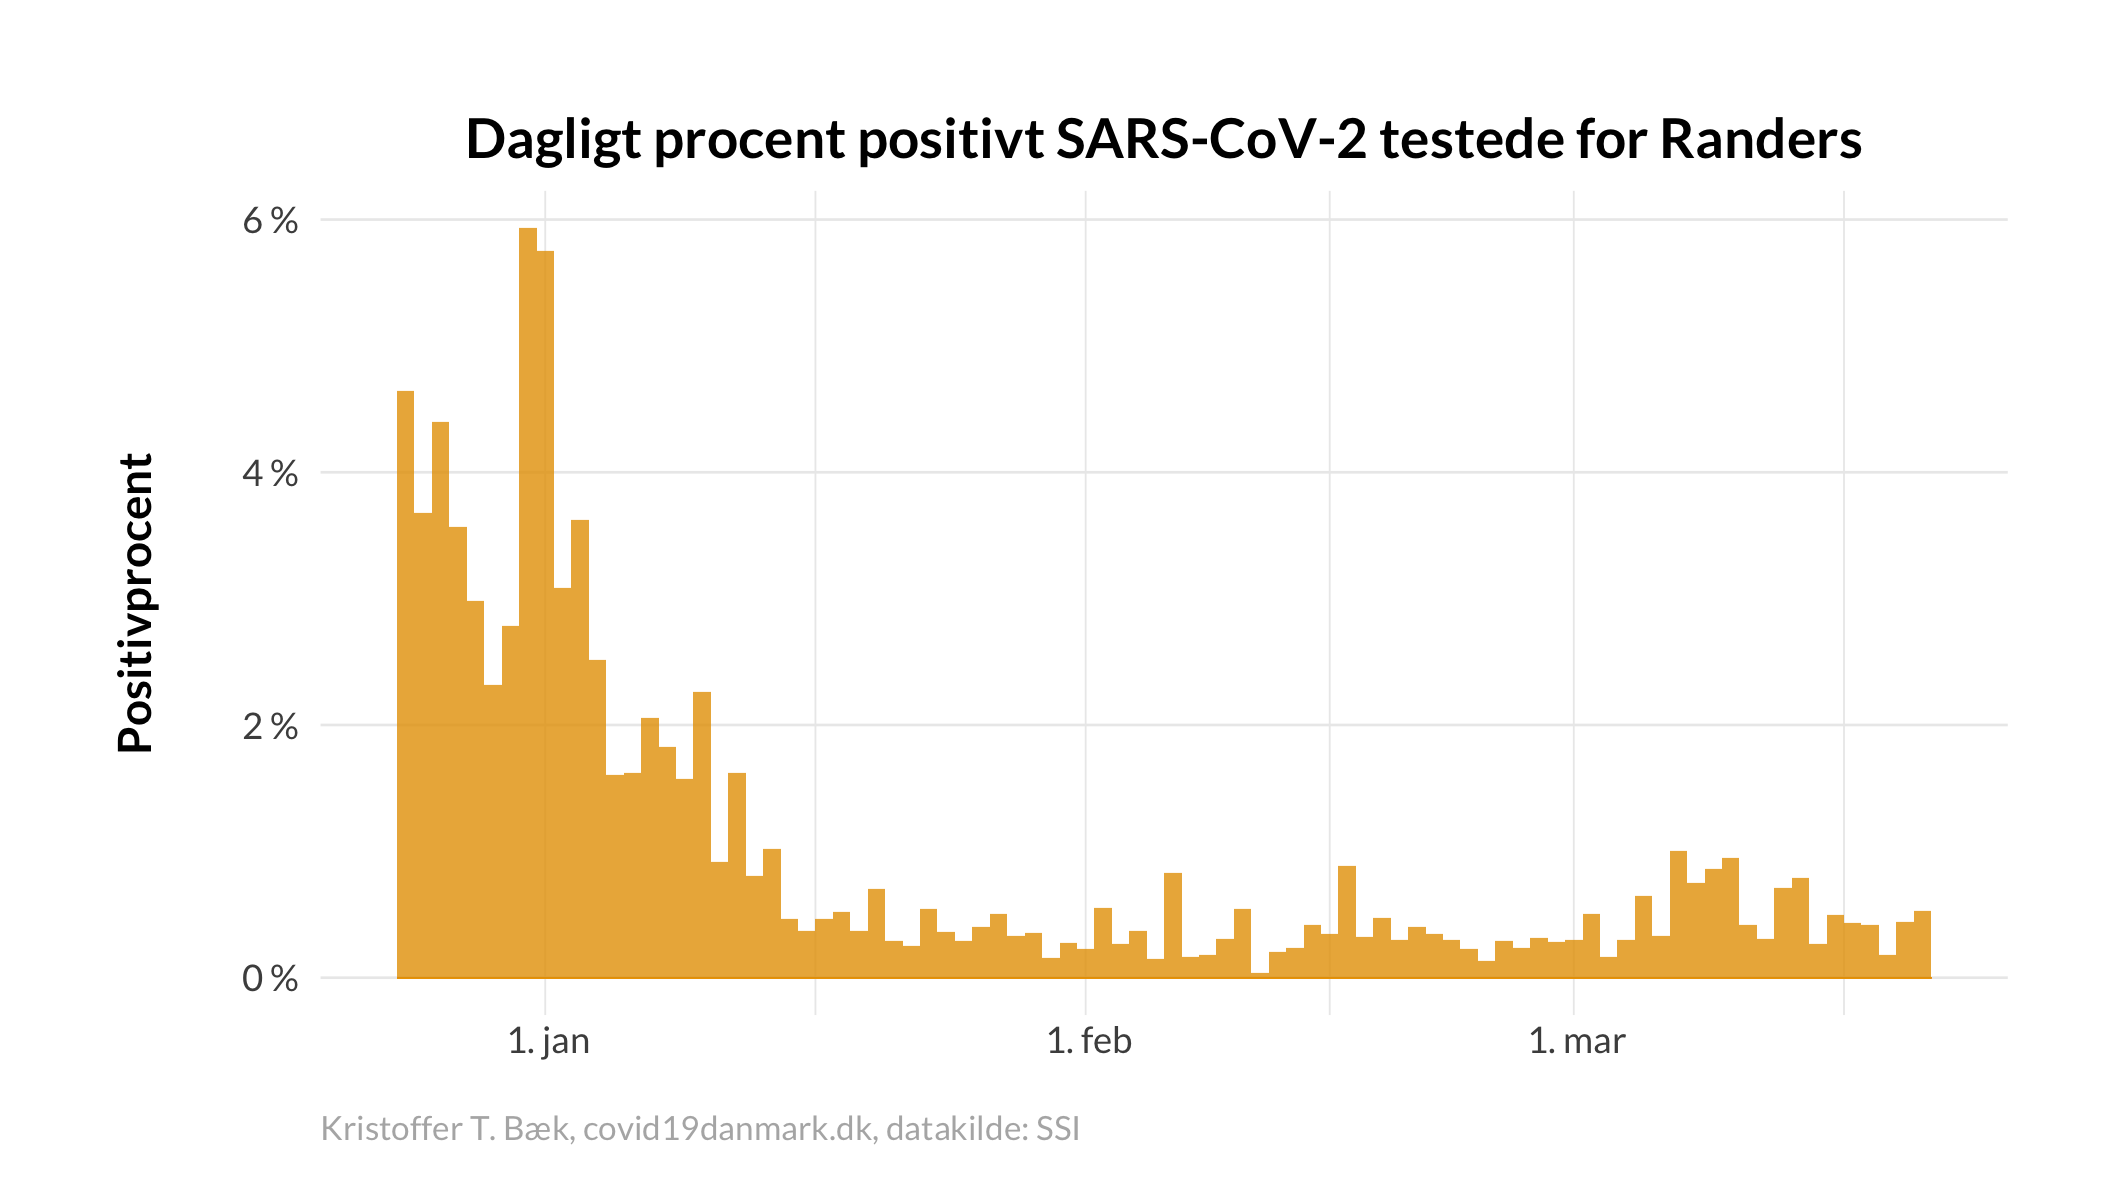 Dagligt procent positivt SARS-CoV-2 testede for Randers
Positivprocent
6 %
4 %
2 %
0 %
1. jan
1. feb
1. mar
Kristoffer T. Bæk, covid19danmark.dk, datakilde: SSI